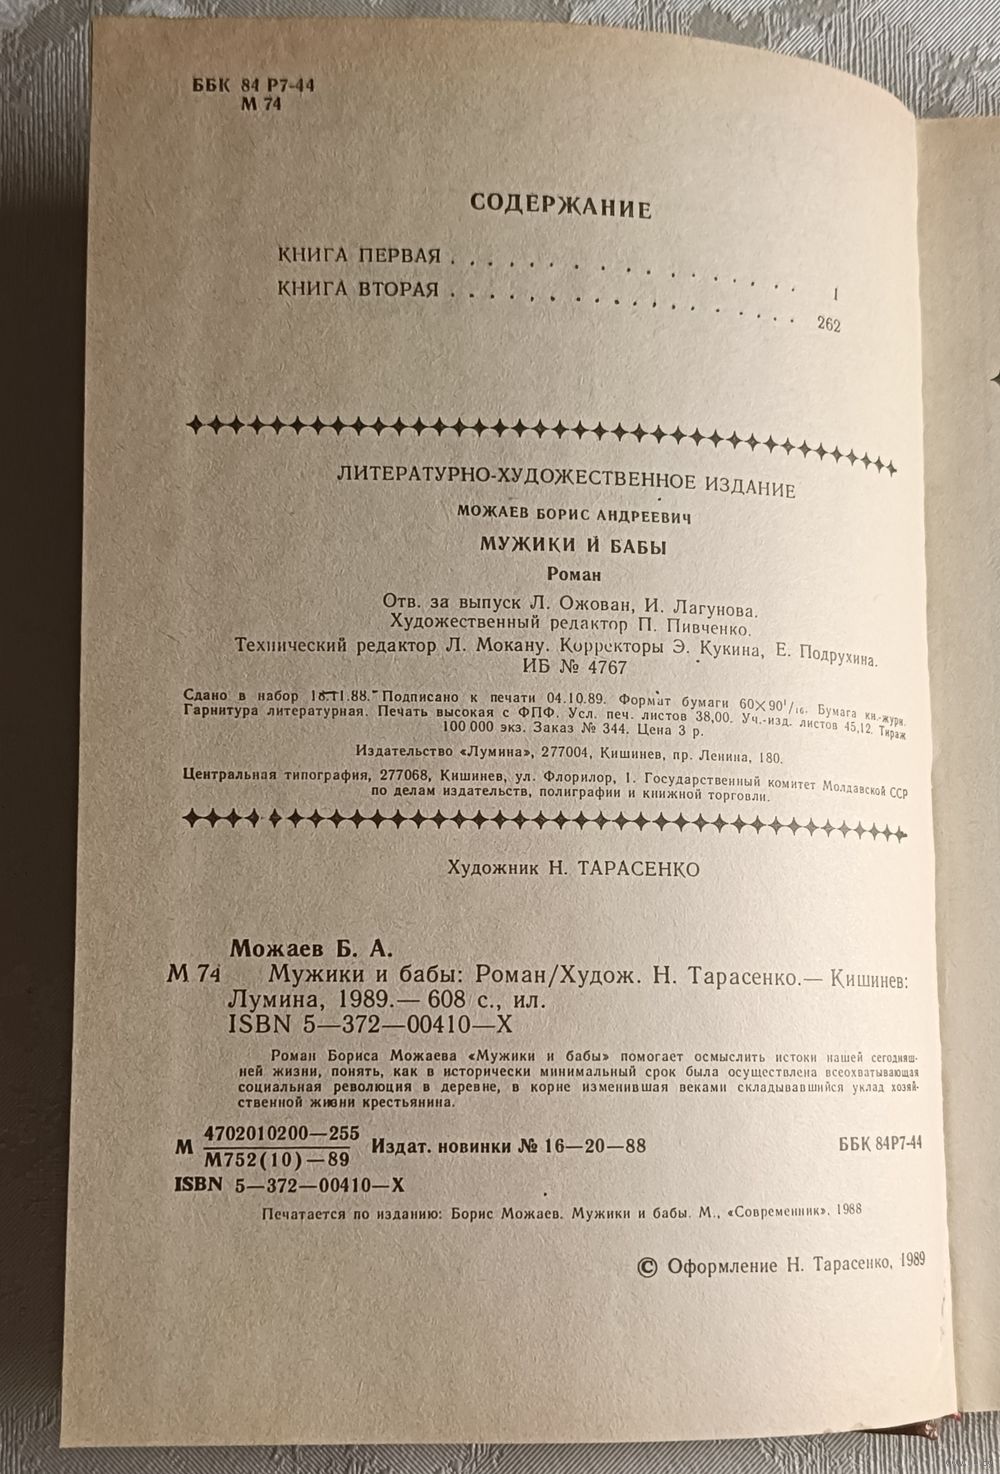 ББК 84 Р7-44
М 74
СОДЕРЖАНИЕ
КНИГА ПЕРВАЯ . . . . . . . . . . . . . . . 1
КНИГА ВТОРАЯ . . . . . . . . . . . . . . . 262
ЛИТЕРАТУРНО-ХУДОЖЕСТВЕННОЕ ИЗДАНИЕ
МОЖАЕВ БОРИС АНДРЕЕВИЧ
МУЖИКИ И БАБЫ
Роман
Отв. за выпуск Л. Ожован, И. Лагунова.
Художественный редактор П. Пивченко.
Технический редактор Л. Мокану. Корректоры Э. Кукина, Е. Подрухина.
ИБ № 4767
Сдано в набор Подписано к печати 04.10.89. Формат бумаги 60×90¹/₁₆. Бумага кн.-журн.
Гарнитура литературная. Печать высокая с ФПФ. Усл. печ. листов 38,00. Уч.-изд. листов 45,12. Тираж
100 000 экз. Заказ № 344. Цена 3 р.
Издательство «Лумина», 277004, Кишинев, пр. Ленина, 180.
Центральная типография, 277068, Кишинев, ул. Флорилор, 1. Государственный комитет Молдавской ССР
по делам издательств, полиграфии и книжной торговли.
Художник Н. ТАРАСЕНКО
Можаев Б. А.
М 74 Мужики и бабы: Роман/Худож. Н. Тарасенко.— Кишинев:
Лумина, 1989.— 608 с., ил.
ISBN 5—372—00410—X
Роман Бориса Можаева «Мужики и бабы» помогает осмыслить истоки нашей сегодняш-
ней жизни, понять, как в исторически минимальный срок была осуществлена всеохватывающая
социальная революция в деревне, в корне изменившая веками складывавшийся уклад хозяй-
ственной жизни крестьянина.
М 4702010200—255
М752(10)—89 Издат. новинки № 16—20—88 ББК 84Р7-44
ISBN 5—372—00410—X
Печатается по изданию: Борис Можаев. Мужики и бабы. М., «Современник», 1988
© Оформление Н. Тарасенко, 1989